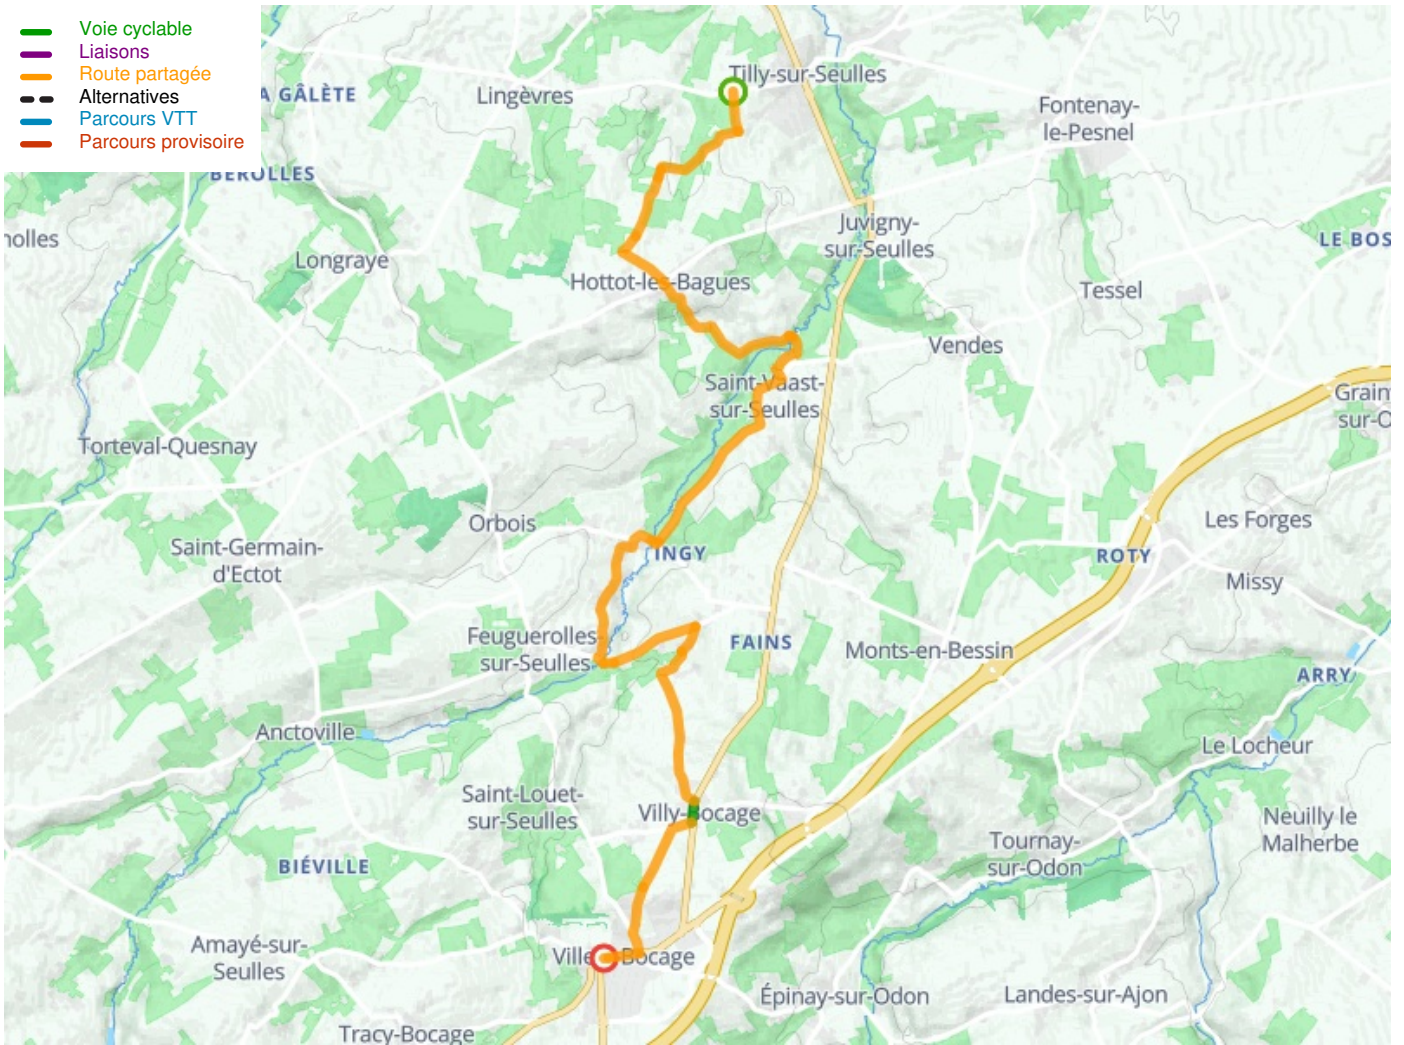 Voie cyclable
Liaisons
Route partagée
Alternatives
Parcours VTT
Parcours provisoire
Tilly-sur-Seulles
Lingèvres
A GÂLÈTE
Fontenay-
le-Pesnel
BÉROLLES
Juvigny-
sur-Seulles
nolles
LE BOS
Longraye
Hottot-les-Bagues
Tessel
Vendes
Saint-Vaast-
sur-Seulles
Grain
sur-O
Torteval-Quesnay
Orbois
Les Forges
Saint-Germain-
d'Ectot
INGY
ROTY
Missy
Feuguerolles-
sur-Seulles
FAINS
Monts-en-Bessin
ARRY
Anctoville
Le Locheur
Saint-Louet-
sur-Seulles
Villy-Bocage
Neuilly le
Malherbe
Tournay-
sur-Odon
BIÉVILLE
Amayé-sur-
Seulles
Ville Bocage
Épinay-sur-Odon
Landes-sur-Ajon
Tracy-Bocage